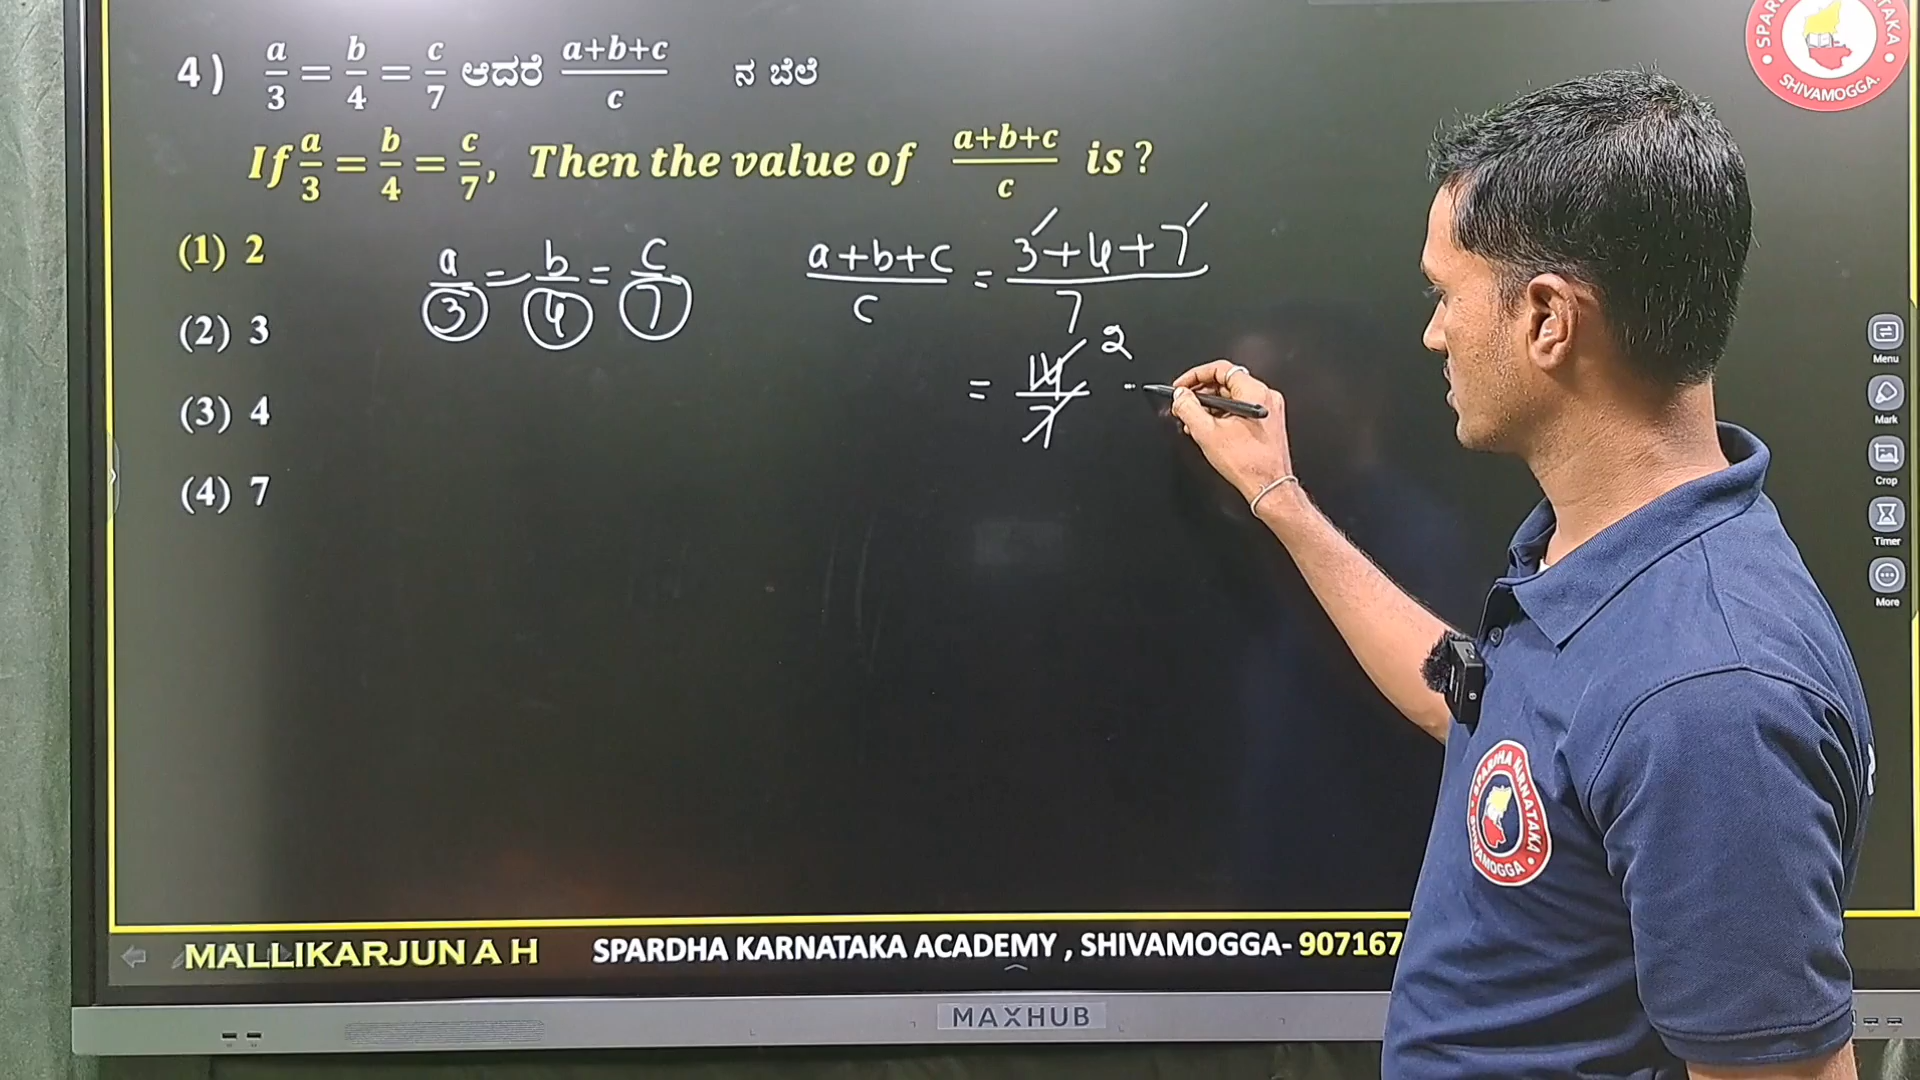 4) a/3 = b/4 = c/7 ಆದರೆ (a+b+c)/c ನ ಬೆಲೆ
If a/3 = b/4 = c/7, Then the value of (a+b+c)/c is ?
(1) 2
(2) 3
(3) 4
(4) 7
a/3 = b/4 = c/7
(a+b+c)/c = (3+4+7)/7
= 14/7 2
SHIVAMOGGA.
Menu
Mark
Crop
Timer
More
SPARDHA KARNATAKA
SHIVAMOGGA
MALLIKARJUN A H SPARDHA KARNATAKA ACADEMY , SHIVAMOGGA- 907167
MAXHUB